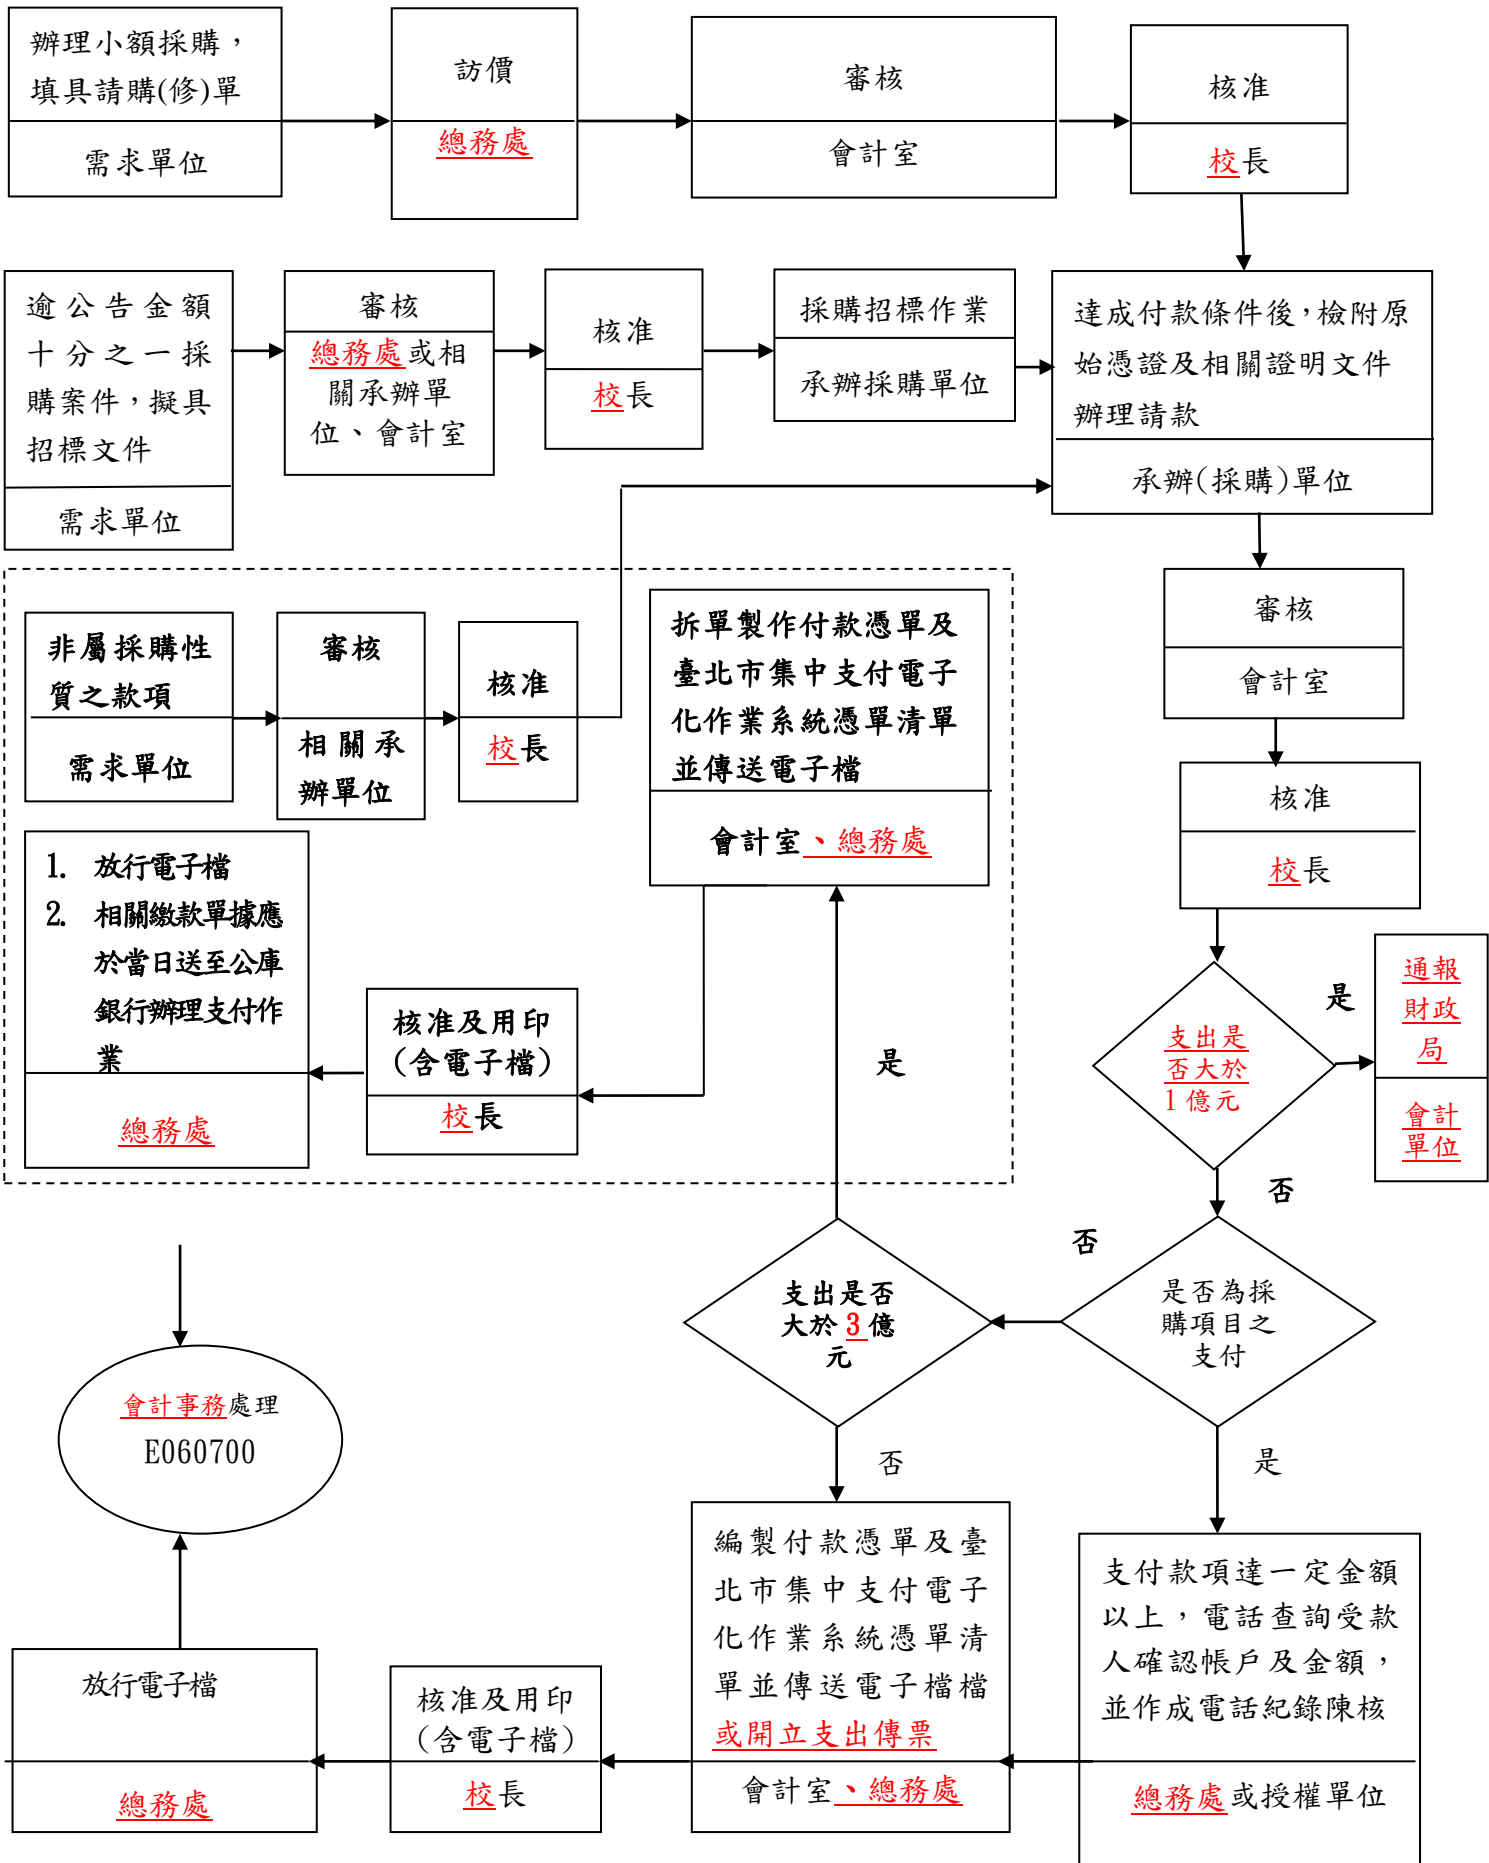 辦理小額採購，
填具請購(修)單
需求單位
訪價
總務處
審核
會計室
核准
校長
逾公告金額
十分之一採
購案件，擬具
招標文件
需求單位
審核
總務處或相
關承辦單
位、會計室
核准
校長
採購招標作業
承辦採購單位
達成付款條件後，檢附原
始憑證及相關證明文件
辦理請款
承辦(採購)單位
非屬採購性
質之款項
需求單位
審核
相關承
辦單位
核准
校長
拆單製作付款憑單及
臺北市集中支付電子
化作業系統憑單清單
並傳送電子檔
會計室、總務處
審核
會計室
核准
校長
1. 放行電子檔
2. 相關繳款單據應
於當日送至公庫
銀行辦理支付作
業
總務處
核准及用印
(含電子檔)
校長
是
支出是
否大於
1億元
是
通報
財政
局
會計
單位
否
否
支出是否
大於3億
元
是否為採
購項目之
支付
會計事務處理
E060700
否
是
編製付款憑單及臺
北市集中支付電子
化作業系統憑單清
單並傳送電子檔檔
或開立支出傳票
會計室、總務處
支付款項達一定金額
以上，電話查詢受款
人確認帳戶及金額，
並作成電話紀錄陳核
總務處或授權單位
放行電子檔
總務處
核准及用印
(含電子檔)
校長